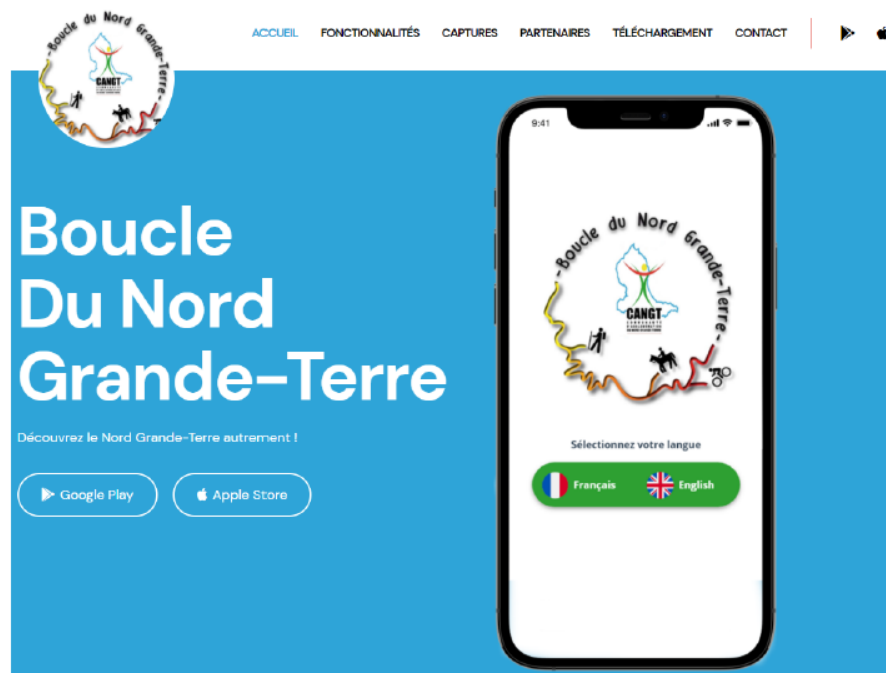 Boucle du Nord Grande-Terre
CANGT
ACCUEIL FONCTIONNALITÉS CAPTURES PARTENAIRES TÉLÉCHARGEMENT CONTACT
Boucle
Du Nord
Grande-Terre
Découvrez le Nord Grande-Terre autrement !
Google Play Apple Store
9:41
Boucle du Nord Grande-Terre
CANGT
Sélectionnez votre langue
Français English